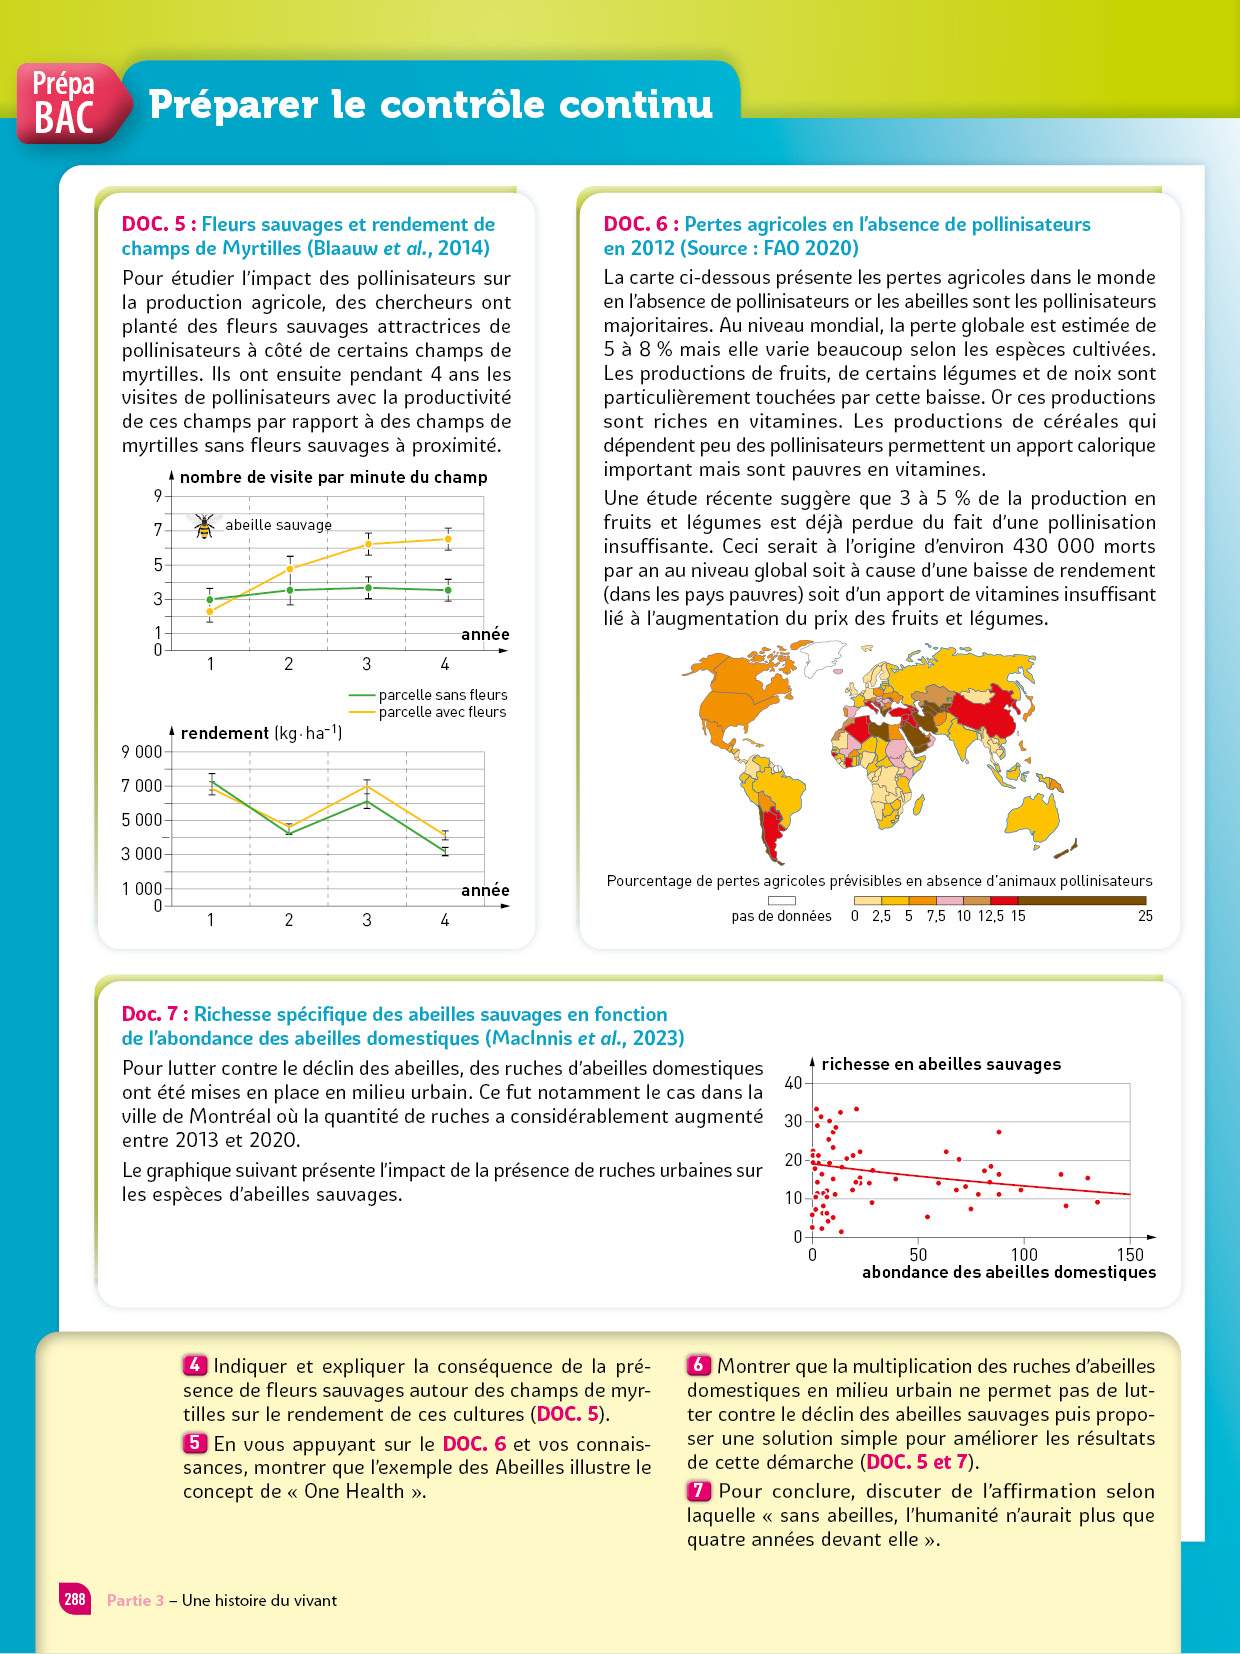 Prépa
BAC
Préparer le contrôle continu
DOC. 5 : Fleurs sauvages et rendement de
champs de Myrtilles (Blaauw et al., 2014)
Pour étudier l'impact des pollinisateurs sur
la production agricole, des chercheurs ont
planté des fleurs sauvages attractrices de
pollinisateurs à côté de certains champs de
myrtilles. Ils ont ensuite pendant 4 ans les
visites de pollinisateurs avec la productivité
de ces champs par rapport à des champs de
myrtilles sans fleurs sauvages à proximité.
nombre de visite par minute du champ
9
abeille sauvage
7
5
3
1
0
année
1 2 3 4
parcelle sans fleurs
parcelle avec fleurs
rendement (kg·ha⁻¹)
9 000
7 000
5 000
3 000
1 000
0
année
1 2 3 4
DOC. 6 : Pertes agricoles en l'absence de pollinisateurs
en 2012 (Source : FAO 2020)
La carte ci-dessous présente les pertes agricoles dans le monde
en l'absence de pollinisateurs or les abeilles sont les pollinisateurs
majoritaires. Au niveau mondial, la perte globale est estimée de
5 à 8 % mais elle varie beaucoup selon les espèces cultivées.
Les productions de fruits, de certains légumes et de noix sont
particulièrement touchées par cette baisse. Or ces productions
sont riches en vitamines. Les productions de céréales qui
dépendent peu des pollinisateurs permettent un apport calorique
important mais sont pauvres en vitamines.
Une étude récente suggère que 3 à 5 % de la production en
fruits et légumes est déjà perdue du fait d'une pollinisation
insuffisante. Ceci serait à l'origine d'environ 430 000 morts
par an au niveau global soit à cause d'une baisse de rendement
(dans les pays pauvres) soit d'un apport de vitamines insuffisant
lié à l'augmentation du prix des fruits et légumes.
Pourcentage de pertes agricoles prévisibles en absence d'animaux pollinisateurs
pas de données 0 2,5 5 7,5 10 12,5 15 25
Doc. 7 : Richesse spécifique des abeilles sauvages en fonction
de l'abondance des abeilles domestiques (MacInnis et al., 2023)
Pour lutter contre le déclin des abeilles, des ruches d'abeilles domestiques
ont été mises en place en milieu urbain. Ce fut notamment le cas dans la
ville de Montréal où la quantité de ruches a considérablement augmenté
entre 2013 et 2020.
Le graphique suivant présente l'impact de la présence de ruches urbaines sur
les espèces d'abeilles sauvages.
richesse en abeilles sauvages
40
30
20
10
0
0 50 100 150
abondance des abeilles domestiques
4 Indiquer et expliquer la conséquence de la pré-
sence de fleurs sauvages autour des champs de myr-
tilles sur le rendement de ces cultures (DOC. 5).
5 En vous appuyant sur le DOC. 6 et vos connais-
sances, montrer que l'exemple des Abeilles illustre le
concept de « One Health ».
6 Montrer que la multiplication des ruches d'abeilles
domestiques en milieu urbain ne permet pas de lut-
ter contre le déclin des abeilles sauvages puis propo-
ser une solution simple pour améliorer les résultats
de cette démarche (DOC. 5 et 7).
7 Pour conclure, discuter de l'affirmation selon
laquelle « sans abeilles, l'humanité n'aurait plus que
quatre années devant elle ».
288 Partie 3 – Une histoire du vivant